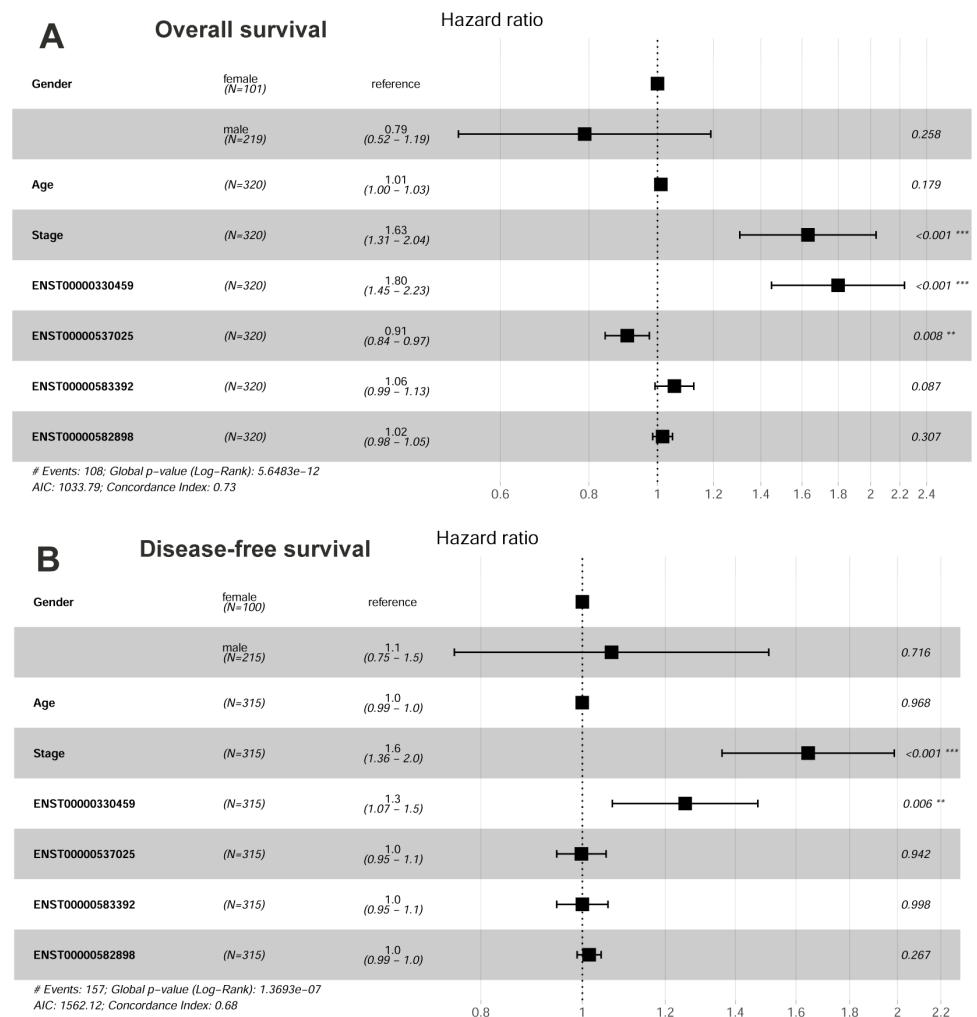 A
Overall survival
Hazard ratio
Gender female reference
(N=101)
male 0.79 0.258
(N=219) (0.52 − 1.19)
Age (N=320) 1.01 0.179
(1.00 − 1.03)
Stage (N=320) 1.63 <0.001 ***
(1.31 − 2.04)
ENST00000330459 (N=320) 1.80 <0.001 ***
(1.45 − 2.23)
ENST00000537025 (N=320) 0.91 0.008 **
(0.84 − 0.97)
ENST00000583392 (N=320) 1.06 0.087
(0.99 − 1.13)
ENST00000582898 (N=320) 1.02 0.307
(0.98 − 1.05)
# Events: 108; Global p−value (Log−Rank): 5.6483e−12
AIC: 1033.79; Concordance Index: 0.73
0.6 0.8 1 1.2 1.4 1.6 1.8 2 2.2 2.4
B
Disease-free survival
Hazard ratio
Gender female reference
(N=100)
male 1.1 0.716
(N=215) (0.75 − 1.5)
Age (N=315) 1.0 0.968
(0.99 − 1.0)
Stage (N=315) 1.6 <0.001 ***
(1.36 − 2.0)
ENST00000330459 (N=315) 1.3 0.006 **
(1.07 − 1.5)
ENST00000537025 (N=315) 1.0 0.942
(0.95 − 1.1)
ENST00000583392 (N=315) 1.0 0.998
(0.95 − 1.1)
ENST00000582898 (N=315) 1.0 0.267
(0.99 − 1.0)
# Events: 157; Global p−value (Log−Rank): 1.3693e−07
AIC: 1562.12; Concordance Index: 0.68
0.8 1 1.2 1.4 1.6 1.8 2 2.2